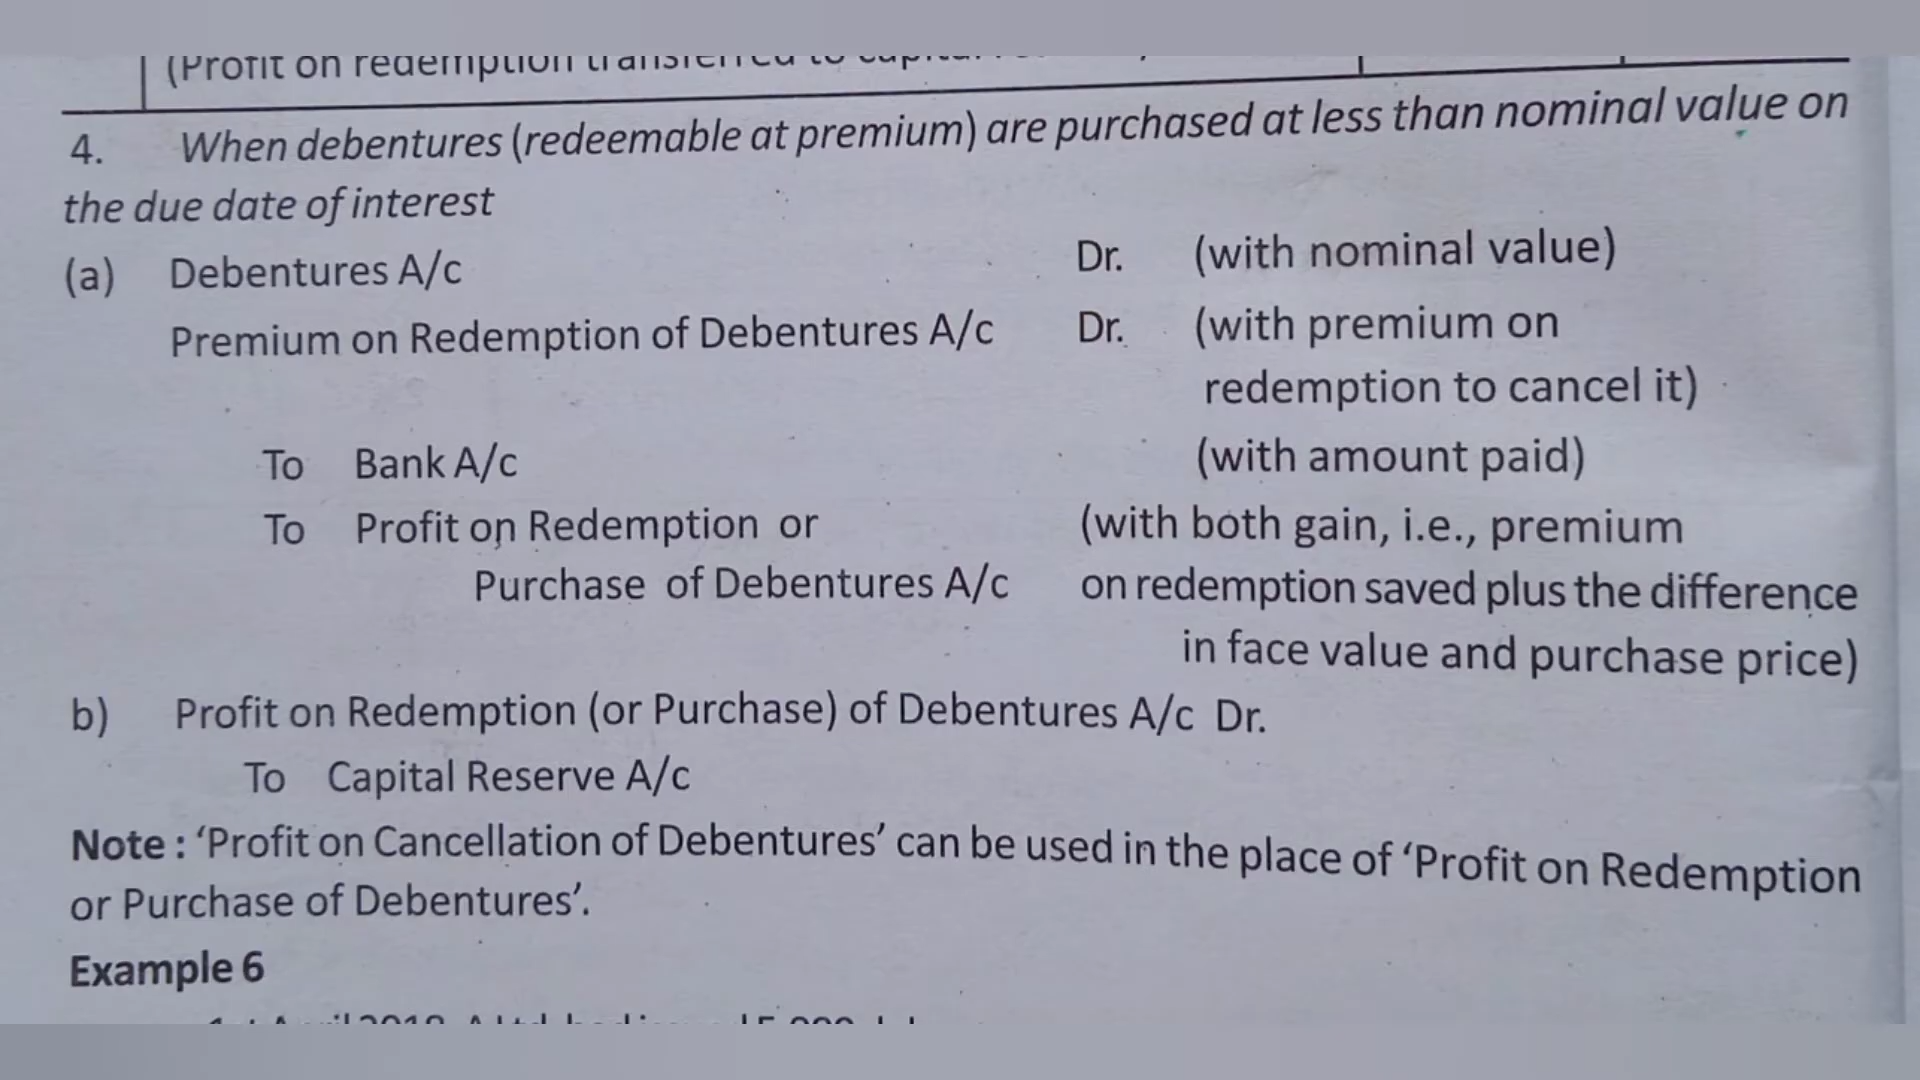 (Profit on redemption transferred to
4. When debentures (redeemable at premium) are purchased at less than nominal value on
the due date of interest
(a) Debentures A/c Dr. (with nominal value)
Premium on Redemption of Debentures A/c Dr. (with premium on
redemption to cancel it)
To Bank A/c (with amount paid)
To Profit on Redemption or (with both gain, i.e., premium
Purchase of Debentures A/c on redemption saved plus the difference
in face value and purchase price)
b) Profit on Redemption (or Purchase) of Debentures A/c Dr.
To Capital Reserve A/c
Note : ‘Profit on Cancellation of Debentures’ can be used in the place of ‘Profit on Redemption
or Purchase of Debentures’.
Example 6